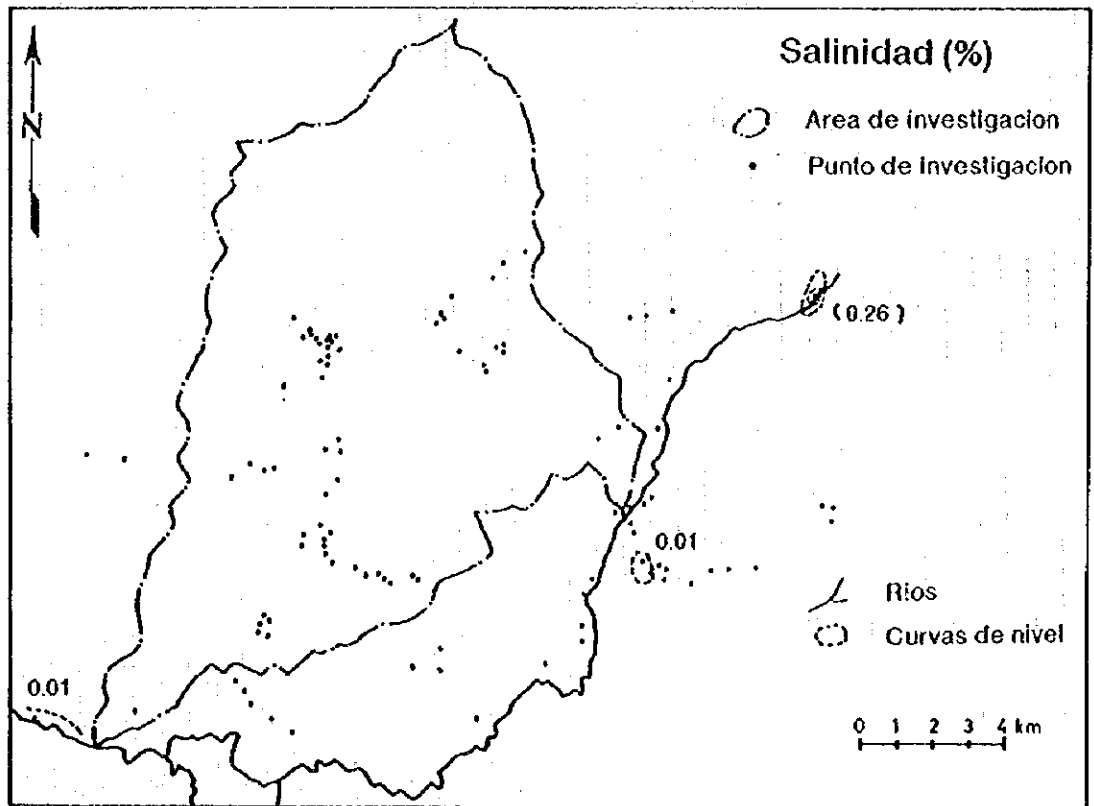 Salinidad (%)
N
Area de investigacion
Punto de investigacion
(0.26)
0.01
Rios
Curvas de nivel
0.01
0 1 2 3 4 km